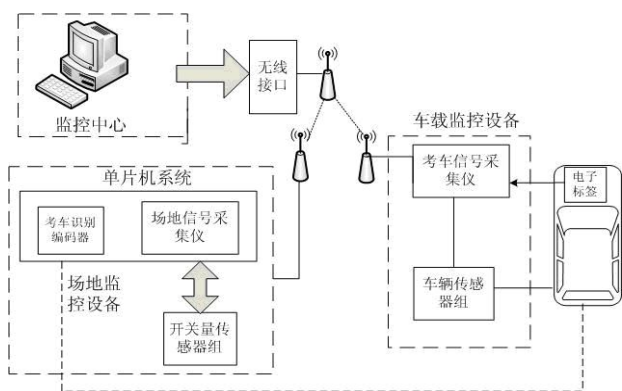 无线
接口
监控中心
车载监控设备
考车信号采
集仪
电子
标签
单片机系统
考车识别
编码器
场地信号采
集仪
场地监
控设备
开关量传
感器组
车辆传感
器组